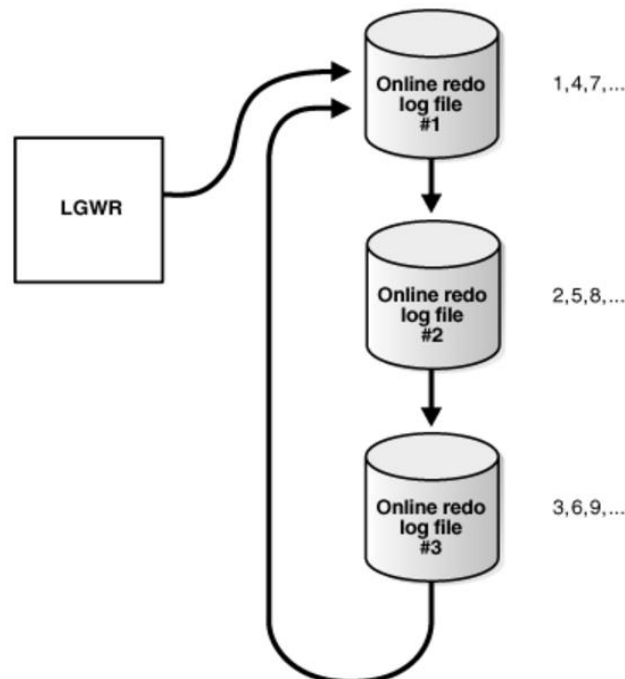 Online redo
log file
#1
1,4,7,...
LGWR
Online redo
log file
#2
2,5,8,...
Online redo
log file
#3
3,6,9,...